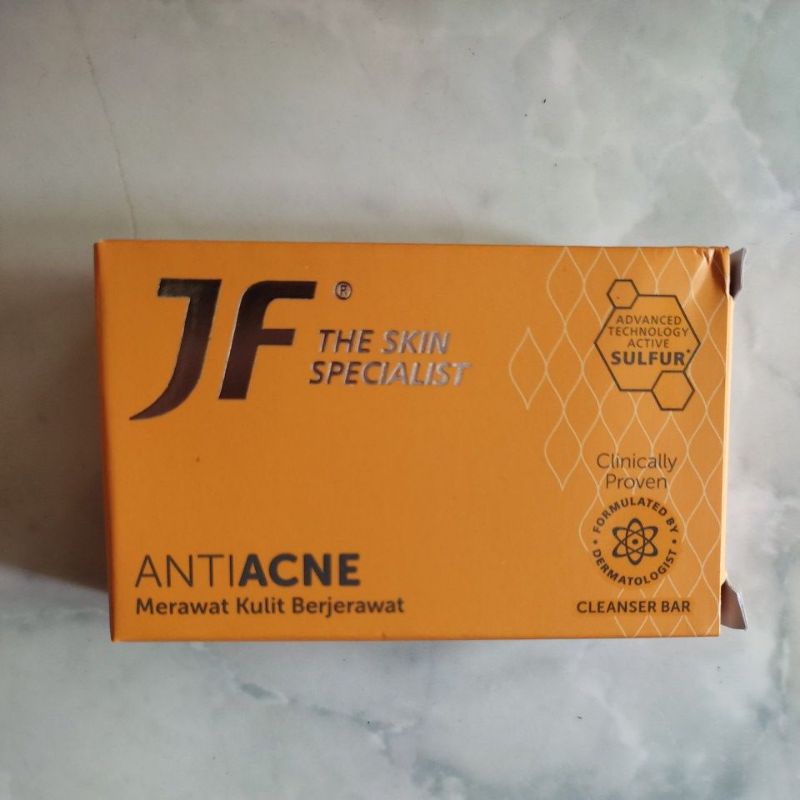 JF®
THE SKIN
SPECIALIST
ADVANCED
TECHNOLOGY
ACTIVE
SULFUR*
Clinically
Proven
FORMULATED BY
• DERMATOLOGIST •
ANTIACNE
Merawat Kulit Berjerawat
CLEANSER BAR